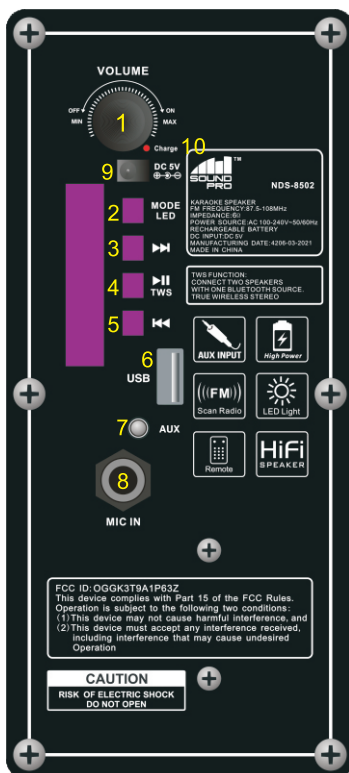 VOLUME
OFF ON
MIN MAX
1
Charge 10
9 DC 5V
2 MODE
LED
3
4 TWS
5
6
USB
7 AUX
8
MIC IN
SOUND
PRO™
NDS-8502
KARAOKE SPEAKER
FM FREQUENCY:87.5-108MHz
IMPEDANCE:6Ω
POWER SOURCE:AC 100-240V~50/60Hz
RECHARGEABLE BATTERY
DC INPUT:DC 5V
MANUFACTURING DATE:4208-03-2021
MADE IN CHINA
TWS FUNCTION:
CONNECT TWO SPEAKERS
WITH ONE BLUETOOTH SOURCE.
TRUE WIRELESS STEREO
AUX INPUT
High Power
((FM))
Scan Radio
LED Light
Remote
HiFi
SPEAKER
FCC ID:OGGK3T9A1P63Z
This device complies with Part 15 of the FCC Rules.
Operation is subject to the following two conditions:
(1)This device may not cause harmful interference, and
(2)This device must accept any interference received,
including interference that may cause undesired
Operation
CAUTION
RISK OF ELECTRIC SHOCK
DO NOT OPEN